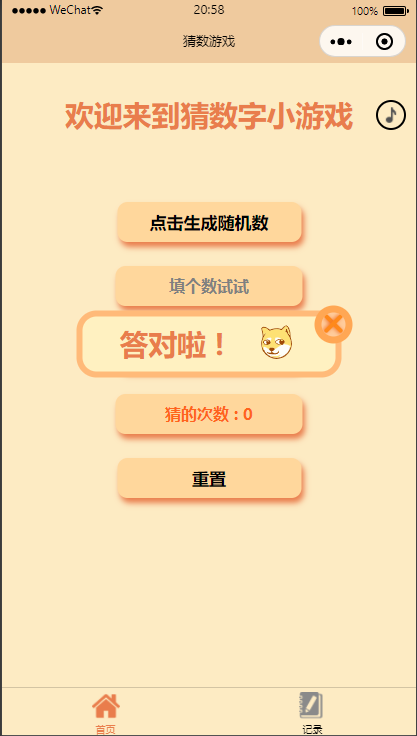 ●●●●● WeChat
20:58
100%
猜数游戏
欢迎来到猜数字小游戏
点击生成随机数
填个数试试
答对啦！
猜的次数：0
重置
首页
记录